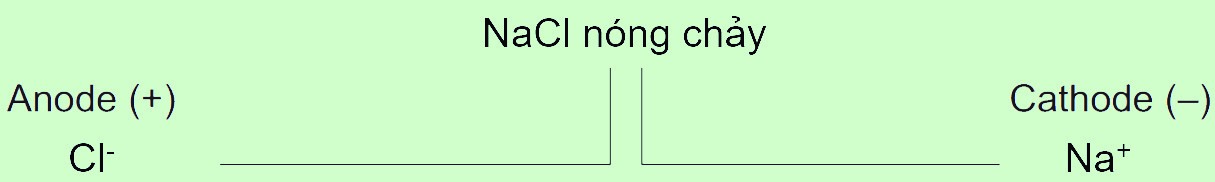 NaCl nóng chảy
Anode (+) Cathode (–)
Cl⁻ Na⁺